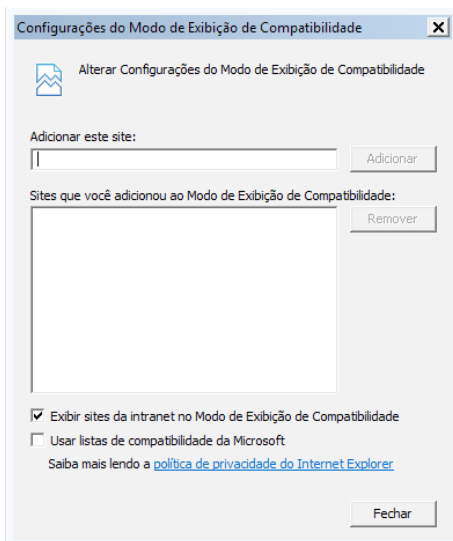 Configurações do Modo de Exibição de Compatibilidade
Alterar Configurações do Modo de Exibição de Compatibilidade
Adicionar este site:
Adicionar
Sites que você adicionou ao Modo de Exibição de Compatibilidade:
Remover
Exibir sites da intranet no Modo de Exibição de Compatibilidade
Usar listas de compatibilidade da Microsoft
Saiba mais lendo a política de privacidade do Internet Explorer
Fechar